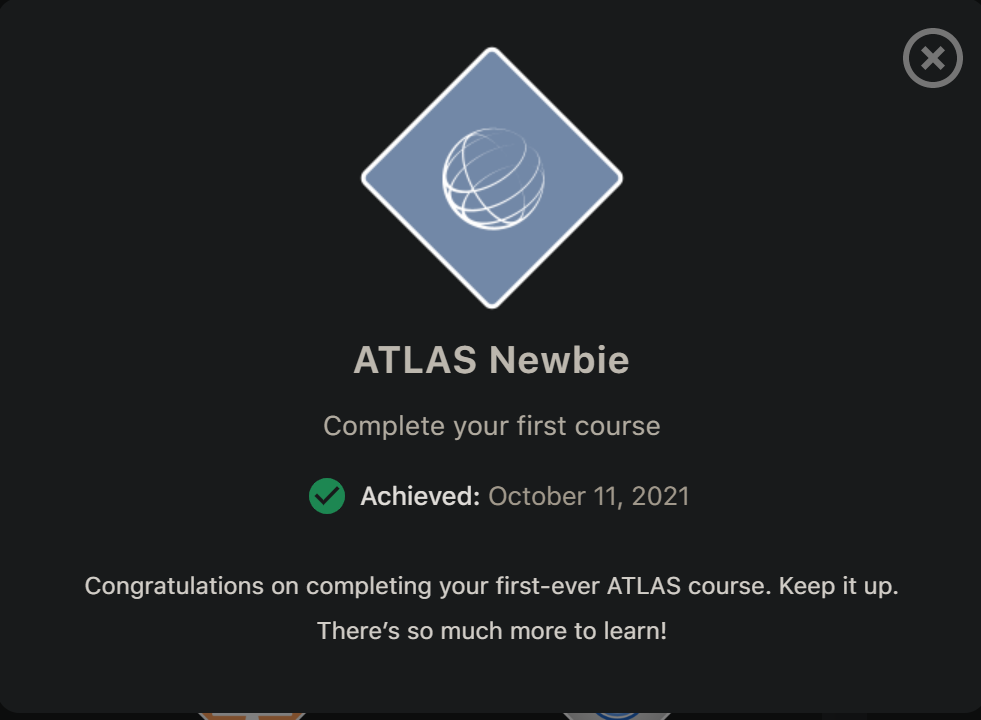 ATLAS Newbie
Complete your first course
Achieved: October 11, 2021
Congratulations on completing your first-ever ATLAS course. Keep it up.
There’s so much more to learn!